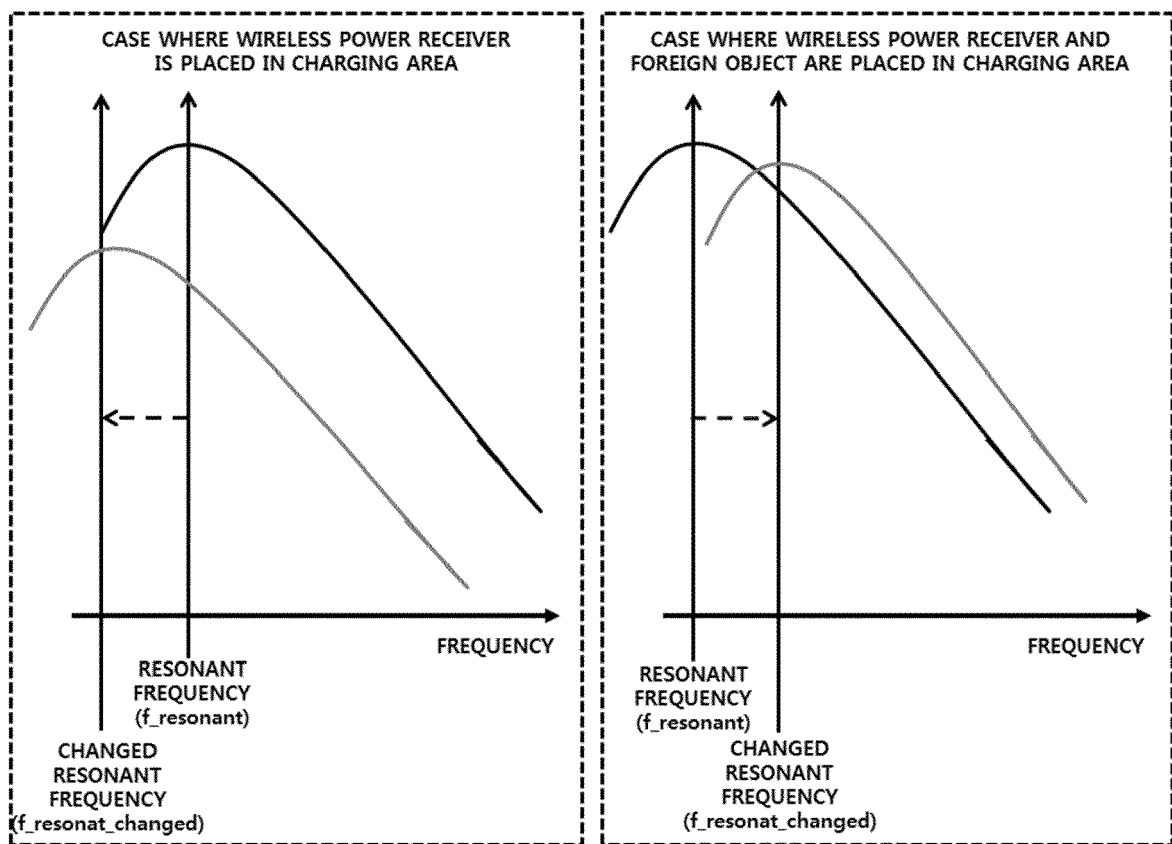 CASE WHERE WIRELESS POWER RECEIVER
IS PLACED IN CHARGING AREA
FREQUENCY
RESONANT
FREQUENCY
(f_resonant)
CHANGED
RESONANT
FREQUENCY
(f_resonat_changed)
CASE WHERE WIRELESS POWER RECEIVER AND
FOREIGN OBJECT ARE PLACED IN CHARGING AREA
FREQUENCY
RESONANT
FREQUENCY
(f_resonant)
CHANGED
RESONANT
FREQUENCY
(f_resonat_changed)